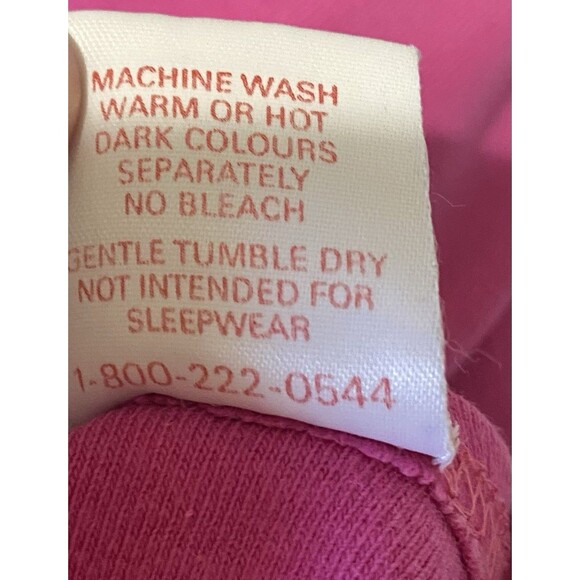 MACHINE WASH
WARM OR HOT
DARK COLOURS
SEPARATELY
NO BLEACH
GENTLE TUMBLE DRY
NOT INTENDED FOR
SLEEPWEAR
1-800-222-0544